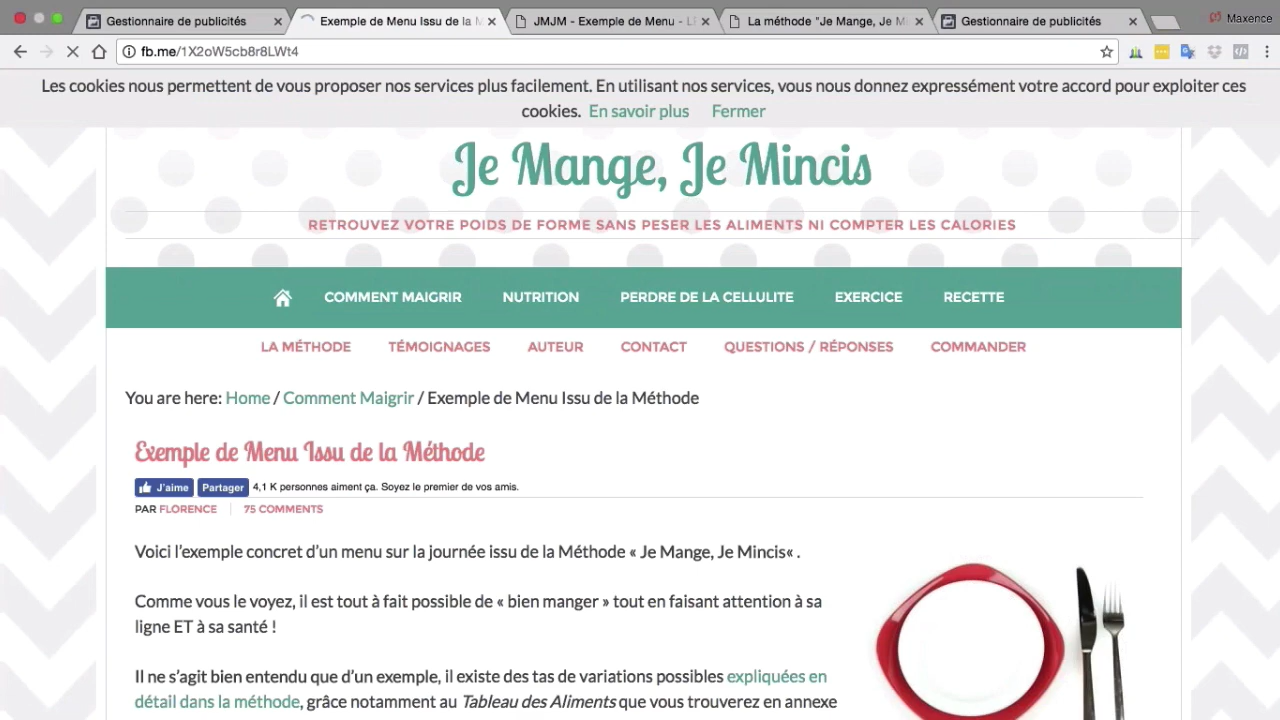 Gestionnaire de publicités
Exemple de Menu Issu de la M
JMJM - Exemple de Menu - LP
La méthode "Je Mange, Je Min
Gestionnaire de publicités
Maxence
fb.me/1X2oW5cb8r8LWt4
Les cookies nous permettent de vous proposer nos services plus facilement. En utilisant nos services, vous nous donnez expressément votre accord pour exploiter ces
cookies. En savoir plus Fermer
Je Mange, Je Mincis
RETROUVEZ VOTRE POIDS DE FORME SANS PESER LES ALIMENTS NI COMPTER LES CALORIES
COMMENT MAIGRIR NUTRITION PERDRE DE LA CELLULITE EXERCICE RECETTE
LA MÉTHODE TÉMOIGNAGES AUTEUR CONTACT QUESTIONS / RÉPONSES COMMANDER
You are here: Home / Comment Maigrir / Exemple de Menu Issu de la Méthode
Exemple de Menu Issu de la Méthode
J'aime Partager 4,1 K personnes aiment ça. Soyez le premier de vos amis.
PAR FLORENCE 75 COMMENTS
Voici l'exemple concret d'un menu sur la journée issu de la Méthode « Je Mange, Je Mincis« .
Comme vous le voyez, il est tout à fait possible de « bien manger » tout en faisant attention à sa
ligne ET à sa santé !
Il ne s'agit bien entendu que d'un exemple, il existe des tas de variations possibles expliquées en
détail dans la méthode, grâce notamment au Tableau des Aliments que vous trouverez en annexe